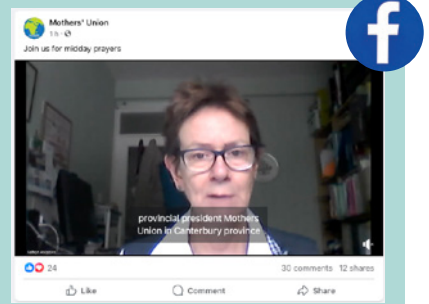 Mothers' Union
1h ·
Join us for midday prayers
provincial president Mothers
Union in Canterbury province
24
30 comments 12 shares
Like
Comment
Share